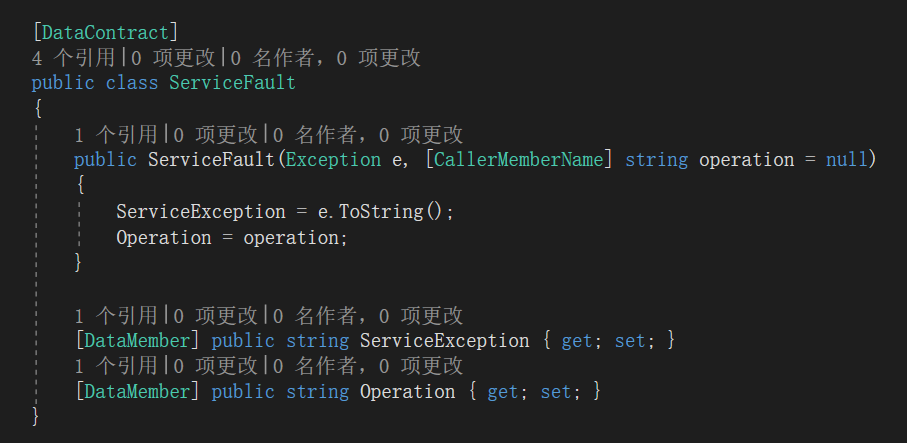 [DataContract]
4 个引用|0 项更改|0 名作者，0 项更改
public class ServiceFault
{
1 个引用|0 项更改|0 名作者，0 项更改
public ServiceFault(Exception e, [CallerMemberName] string operation = null)
{
ServiceException = e.ToString();
Operation = operation;
}
1 个引用|0 项更改|0 名作者，0 项更改
[DataMember] public string ServiceException { get; set; }
1 个引用|0 项更改|0 名作者，0 项更改
[DataMember] public string Operation { get; set; }
}